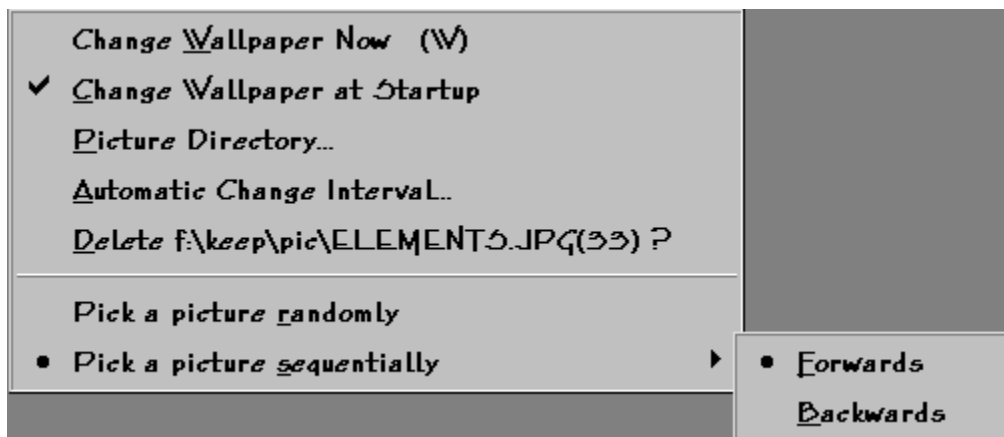 Change Wallpaper Now (W)
Change Wallpaper at Startup
Picture Directory...
Automatic Change Interval...
Delete f:\keep\pic\ELEMENTS.JPG(33) ?
Pick a picture randomly
Pick a picture sequentially
Forwards
Backwards